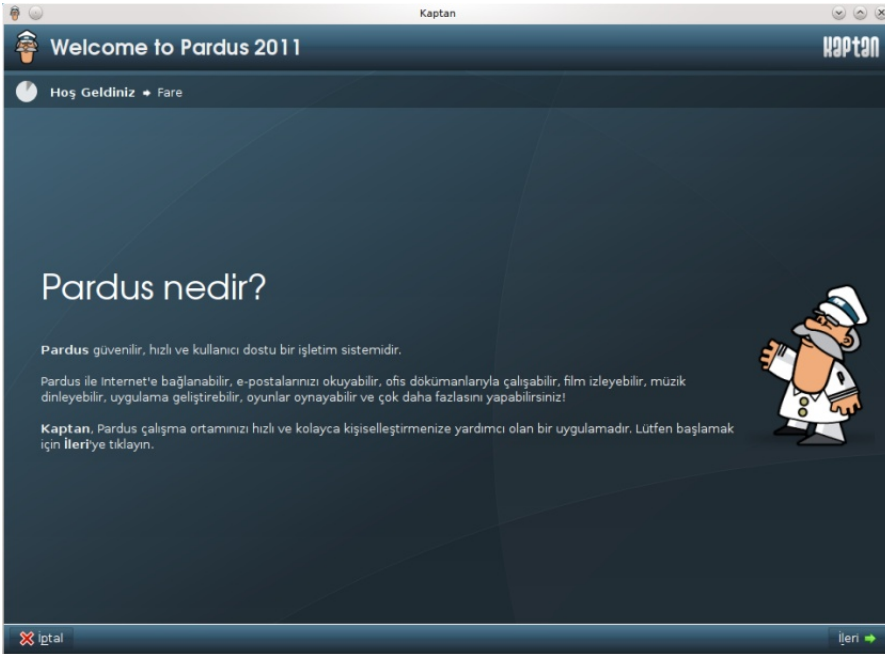 Kaptan
Welcome to Pardus 2011
kaptan
Hoş Geldiniz Fare
Pardus nedir?
Pardus güvenilir, hızlı ve kullanıcı dostu bir işletim sistemidir.
Pardus ile Internet'e bağlanabilir, e-postalarınızı okuyabilir, ofis dökümanlarıyla çalışabilir, film izleyebilir, müzik
dinleyebilir, uygulama geliştirebilir, oyunlar oynayabilir ve çok daha fazlasını yapabilirsiniz!
Kaptan, Pardus çalışma ortamınızı hızlı ve kolayca kişiselleştirmenize yardımcı olan bir uygulamadır. Lütfen başlamak
için İleri'ye tıklayın.
İptal
İleri